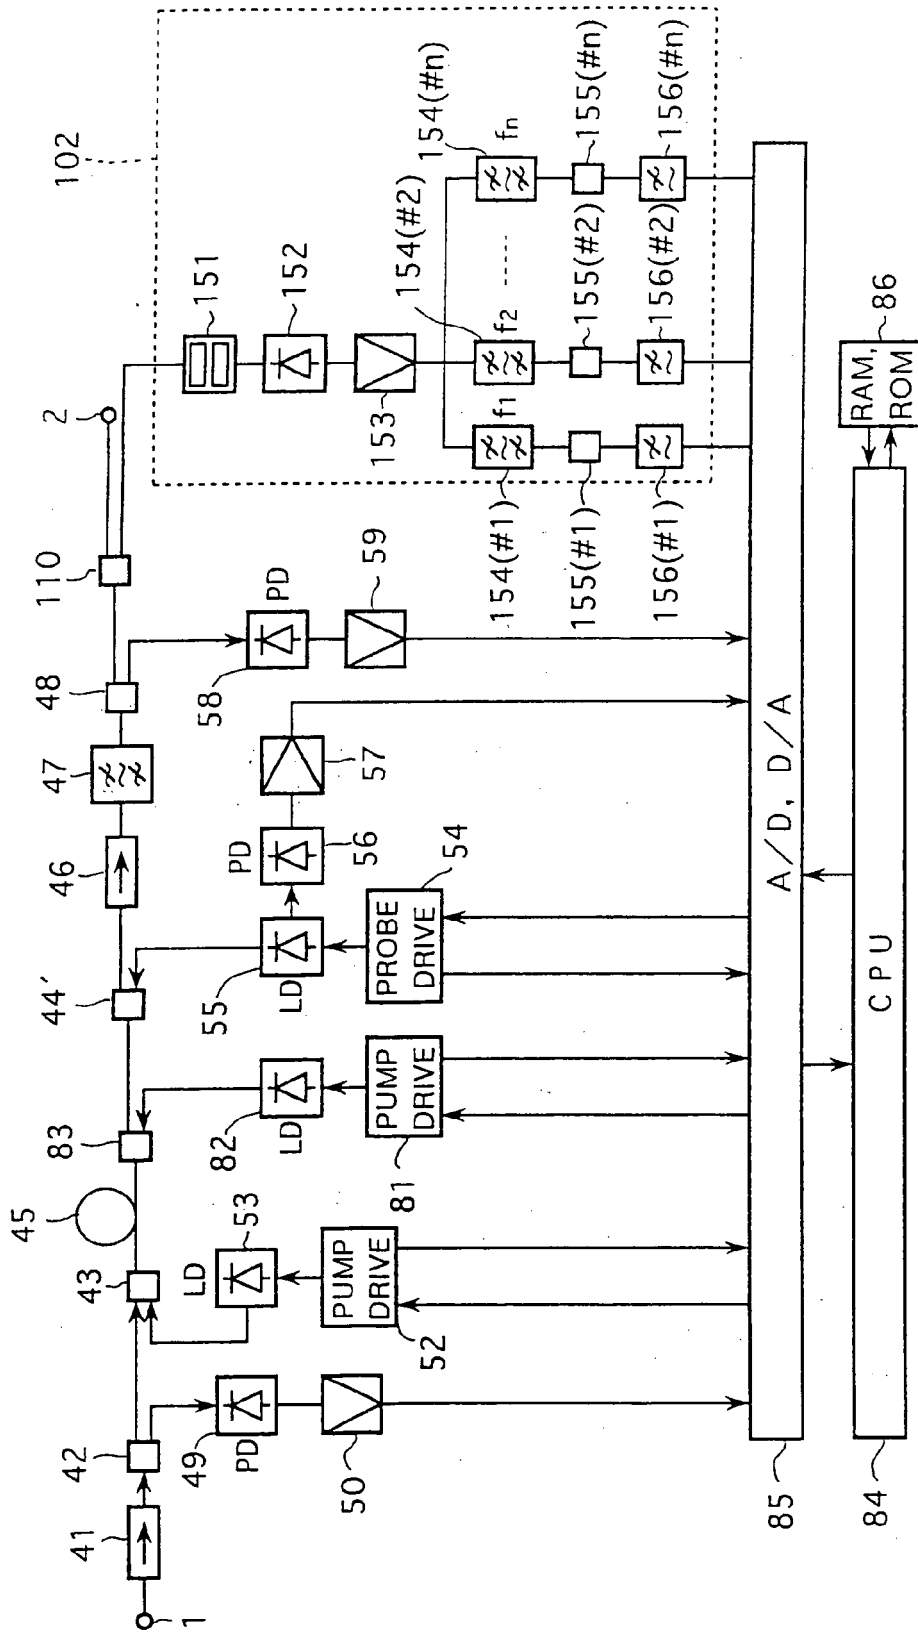 102
151
152
153
154(#1)
154(#2)
154(#n)
f1
f2
fn
155(#1)
155(#2)
155(#n)
156(#1)
156(#2)
156(#n)
1
41
42
43
45
83
44'
46
47
48
110
2
49
PD
50
LD
53
PUMP
DRIVE
52
82
LD
PUMP
DRIVE
81
55
LD
PROBE
DRIVE
54
PD
56
57
58
PD
59
A/D, D/A
85
CPU
84
RAM,
ROM
86